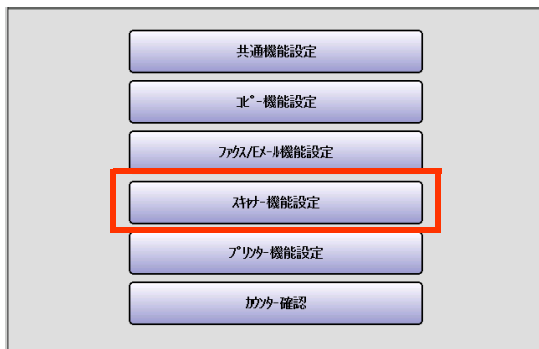 共通機能設定
ｺﾋﾟｰ機能設定
ﾌｧｸｽ/Eﾒｰﾙ機能設定
ｽｷｬﾅｰ機能設定
ﾌﾟﾘﾝﾀｰ機能設定
ｶｳﾝﾀｰ確認